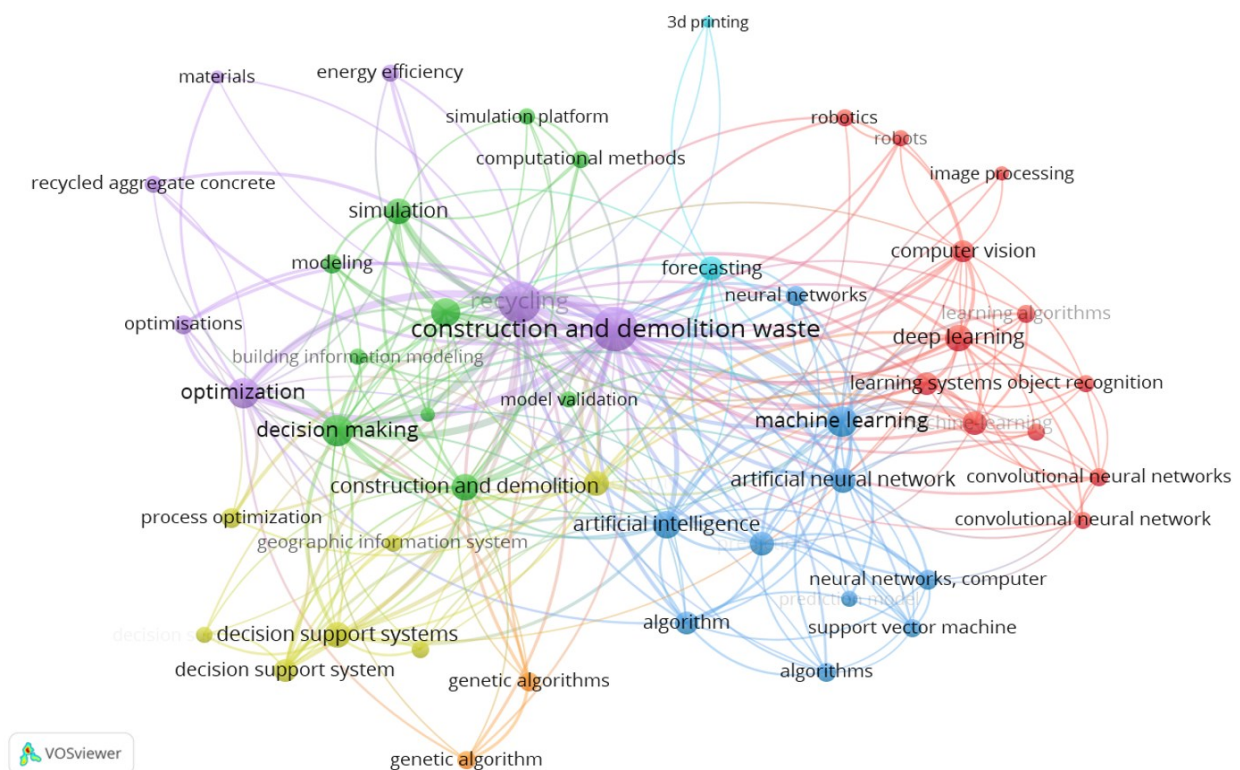 3d printing
materials
energy efficiency
simulation platform
robotics
robots
computational methods
image processing
recycled aggregate concrete
simulation
computer vision
modeling
forecasting
neural networks
recycling
learning algorithms
optimisations
construction and demolition waste
deep learning
building information modeling
learning systems
object recognition
optimization
model validation
machine learning
machine-learning
decision making
artificial neural network
convolutional neural networks
construction and demolition
process optimization
artificial intelligence
convolutional neural network
geographic information system
neural networks, computer
prediction model
algorithm
support vector machine
decision support systems
decision support system
genetic algorithms
algorithms
genetic algorithm
VOSviewer